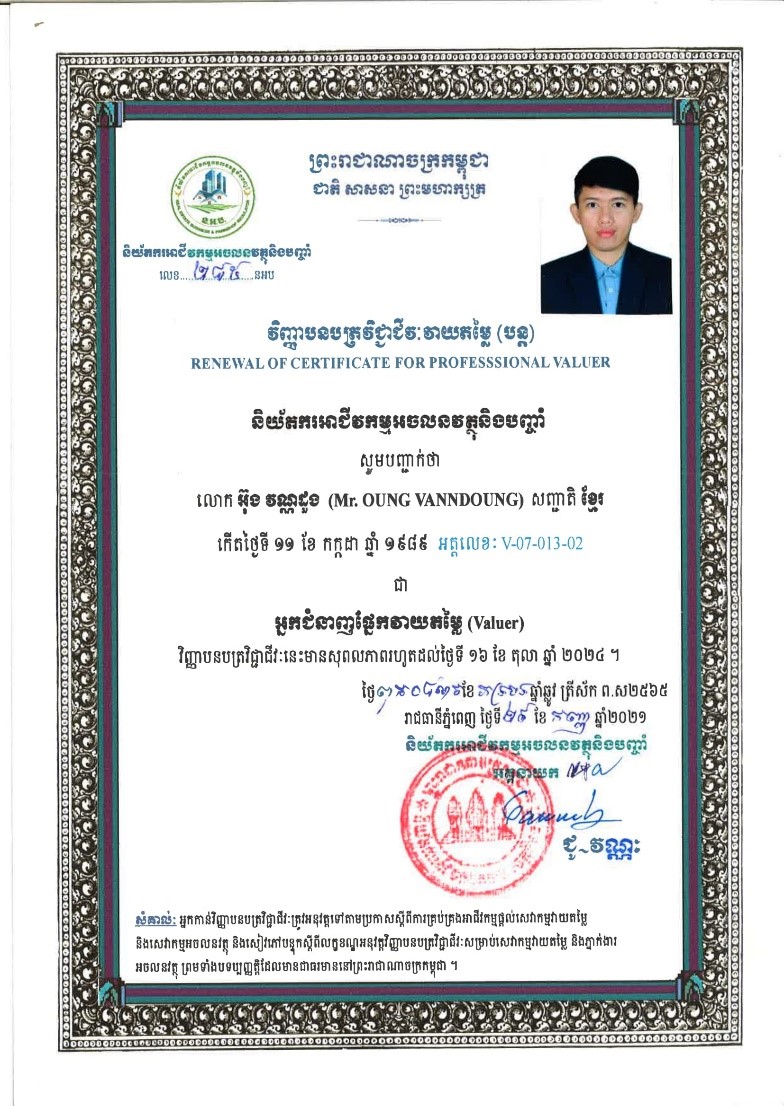 ព្រះរាជាណាចក្រកម្ពុជា
ជាតិ សាសនា ព្រះមហាក្សត្រ
ន.អ.ប.
និយ័តករអាជីវកម្មអចលនវត្ថុនិងបញ្ចាំ
លេខ....២៨៥....នអប
វិញ្ញាបនបត្រវិជ្ជាជីវៈវាយតម្លៃ (បន្ត)
RENEWAL OF CERTIFICATE FOR PROFESSSIONAL VALUER
និយ័តករអាជីវកម្មអចលនវត្ថុនិងបញ្ចាំ
សូមបញ្ជាក់ថា
លោក អ៊ុង វណ្ណដួង (Mr. OUNG VANNDOUNG) សញ្ជាតិ ខ្មែរ
កើតថ្ងៃទី ១១ ខែ កក្កដា ឆ្នាំ ១៩៨៩ អត្តលេខ: V-07-013-02
ជា
អ្នកជំនាញផ្នែកវាយតម្លៃ (Valuer)
វិញ្ញាបនបត្រវិជ្ជាជីវៈនេះមានសុពលភាពរហូតដល់ថ្ងៃទី ១៦ ខែ តុលា ឆ្នាំ ២០២៤ ។
ថ្ងៃ ខែ ឆ្នាំឆ្លូវ ត្រីស័ក ព.ស២៥៦៥
រាជធានីភ្នំពេញ ថ្ងៃទី ២៩ ខែ កញ្ញា ឆ្នាំ២០២១
និយ័តករអាជីវកម្មអចលនវត្ថុនិងបញ្ចាំ
អគ្គនាយក
ជូ វណ្ណៈ
សំគាល់: អ្នកកាន់វិញ្ញាបនបត្រវិជ្ជាជីវៈត្រូវអនុវត្តទៅតាមប្រកាសស្តីពីការគ្រប់គ្រងអាជីវកម្មផ្តល់សេវាកម្មវាយតម្លៃ
និងសេវាកម្មអចលនវត្ថុ និងសៀវភៅបន្ទុកស្តីពីលក្ខខណ្ឌអនុវត្តវិញ្ញាបនបត្រវិជ្ជាជីវៈសម្រាប់សេវាកម្មវាយតម្លៃ និងភ្នាក់ងារ
អចលនវត្ថុ ព្រមទាំងបទប្បញ្ញត្តិដែលមានជាធរមាននៅព្រះរាជាណាចក្រកម្ពុជា ។